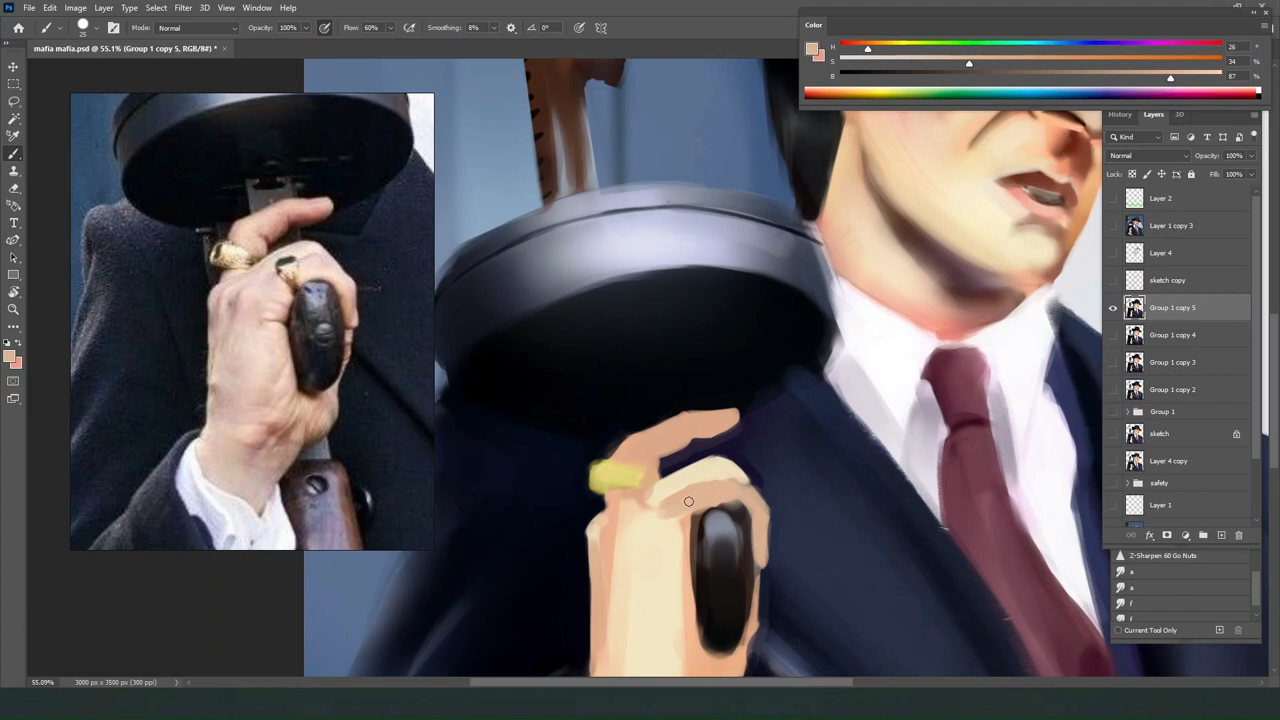 Ps File Edit Image Layer Type Select Filter 3D View Window Help
25 Mode: Normal Opacity: 100% Flow: 60% Smoothing: 8% 0°
mafia mafia.psd @ 55.1% (Group 1 copy 5, RGB/8#) * ×
Color
H 26 °
S 34 %
B 87 %
History Layers 3D
Kind
Normal Opacity: 100%
Lock: Fill: 100%
Layer 2
Layer 1 copy 3
Layer 4
sketch copy
Group 1 copy 5
Group 1 copy 4
Group 1 copy 3
Group 1 copy 2
Group 1
sketch
Layer 4 copy
safety
Layer 1
fx
Z-Sharpen 60 Go Nuts
a
a
f
f
Current Tool Only
55.09% 3000 px x 3500 px (300 ppi)